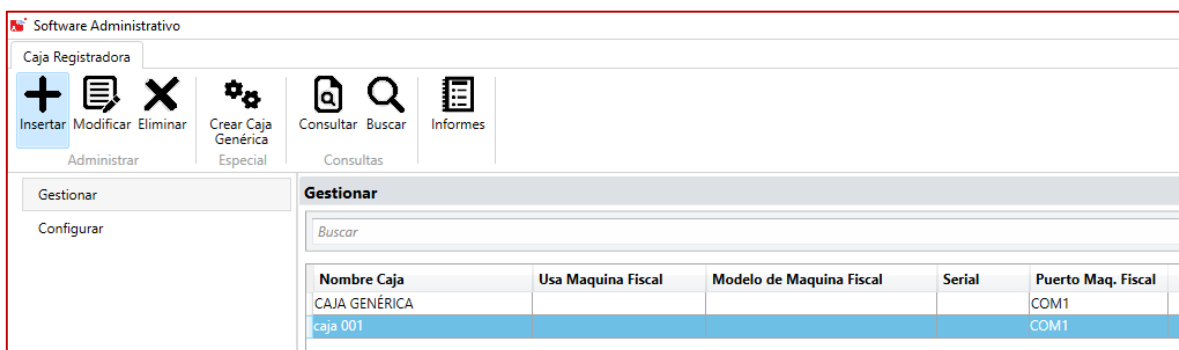 Software Administrativo
Caja Registradora
Insertar Modificar Eliminar Crear Caja Genérica Consultar Buscar Informes
Administrar Especial Consultas
Gestionar
Configurar
Gestionar
Buscar
Nombre Caja Usa Maquina Fiscal Modelo de Maquina Fiscal Serial Puerto Maq. Fiscal
CAJA GENÉRICA COM1
caja 001 COM1